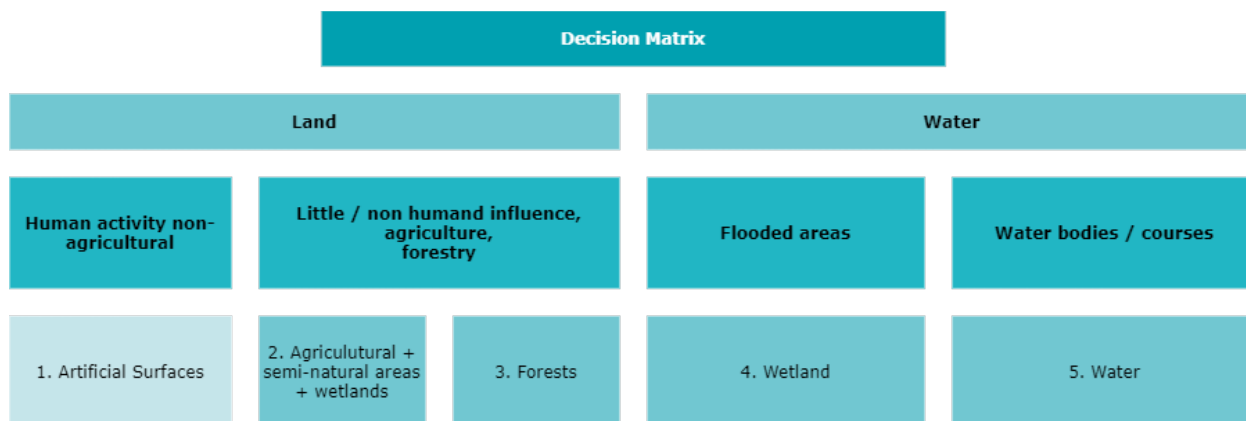 Decision Matrix
Land
Water
Human activity non-
agricultural
Little / non humand influence,
agriculture,
forestry
Flooded areas
Water bodies / courses
1. Artificial Surfaces
2. Agriculutural +
semi-natural areas
+ wetlands
3. Forests
4. Wetland
5. Water